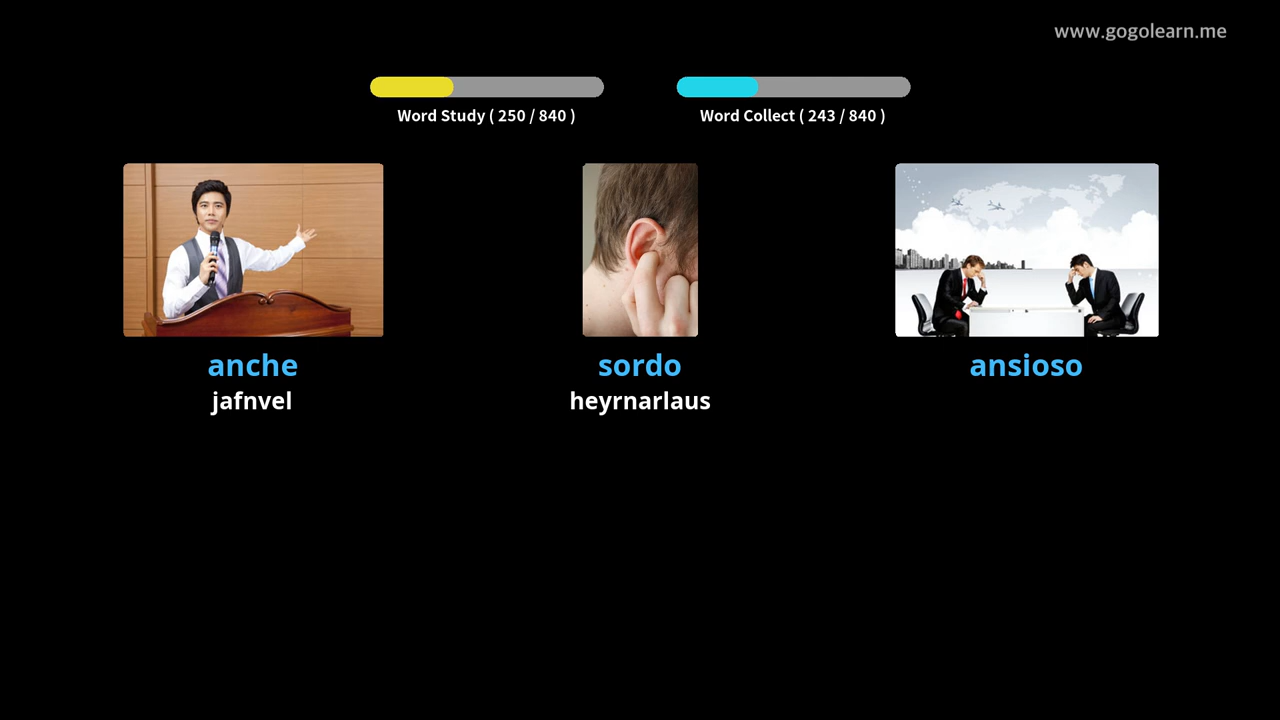 www.gogolearn.me
Word Study ( 250 / 840 )
Word Collect ( 243 / 840 )
anche
sordo
ansioso
jafnvel
heyrnarlaus